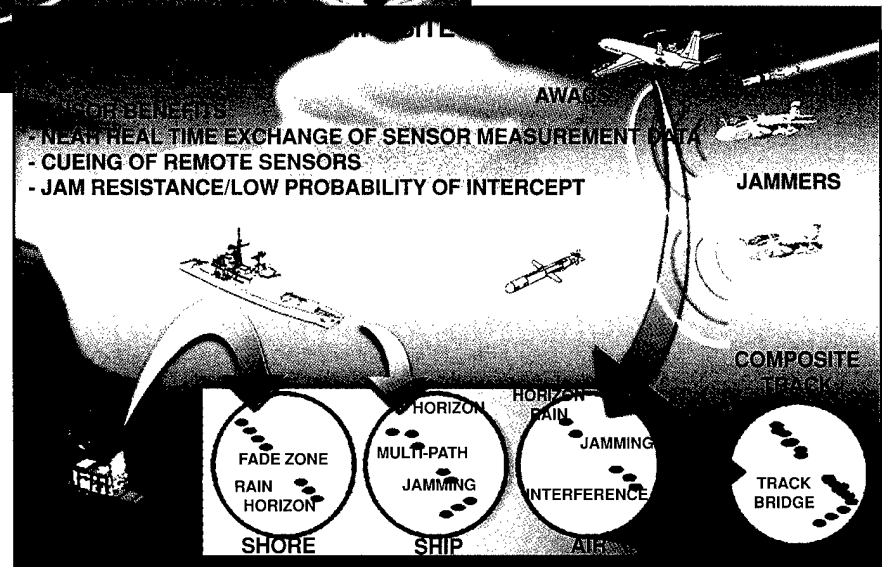 AWACS
SENSOR BENEFITS
- NEAR REAL TIME EXCHANGE OF SENSOR MEASUREMENT DATA
- CUEING OF REMOTE SENSORS
- JAM RESISTANCE/LOW PROBABILITY OF INTERCEPT
JAMMERS
COMPOSITE
TRACK
FADE ZONE
RAIN
HORIZON
SHORE
HORIZON
MULTI-PATH
JAMMING
SHIP
HORIZON
RAIN
JAMMING
INTERFERENCE
AIR
TRACK
BRIDGE